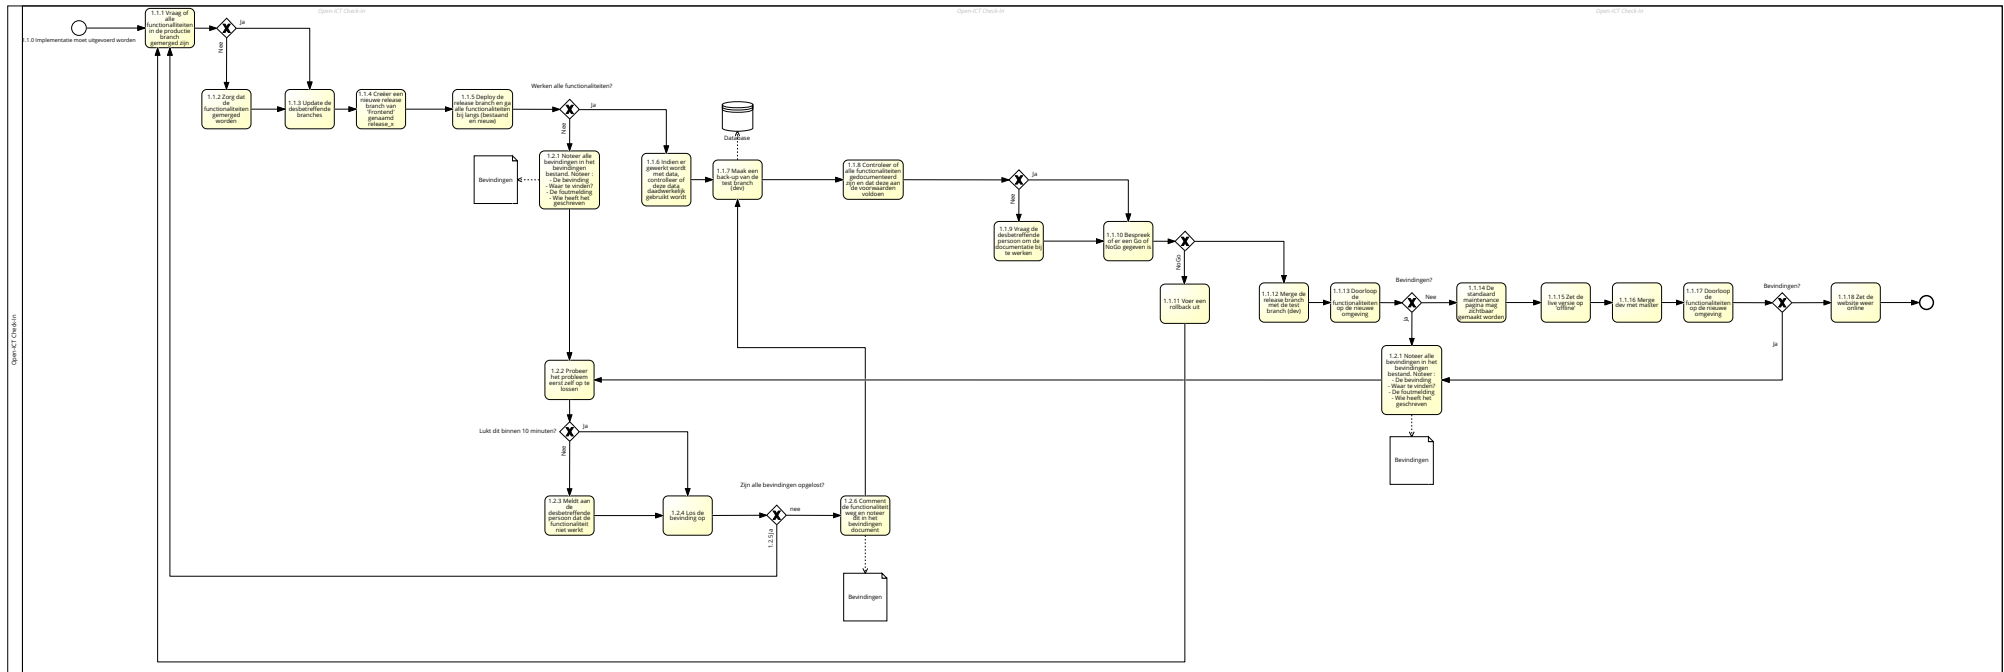 Open-ICT Check-in
Open-ICT Check-in
Open-ICT Check-in
Open-ICT Check-in
1.1.0 Implementatie moet uitgevoerd worden
1.1.1 Vraag of
alle
functionaliteiten
in de productie
branch
gemerged zijn
Ja
Nee
1.1.2 Zorg dat
de
functionaliteiten
gemerged
worden
1.1.3 Update de
desbetreffende
branches
1.1.4 Creëer een
nieuwe release
branch van
'Frontend'
genaamd
release_x
1.1.5 Deploy de
release branch en ga
alle functionaliteiten
bij langs (bestaand
en nieuw)
Werken alle functionaliteiten?
Ja
Nee
1.2.1 Noteer alle
bevindingen in het
bevindingen
bestand. Noteer :
- De bevinding
- Waar te vinden?
- De foutmelding
- Wie heeft het
geschreven
Bevindingen
1.1.6 Indien er
gewerkt wordt
met data,
controlleer of
deze data
daadwerkelijk
gebruikt wordt
Database
1.1.7 Maak een
back-up van de
test branch
(dev)
1.1.8 Controleer of
alle functionaliteiten
gedocumenteerd
zijn en dat deze aan
de voorwaarden
voldoen
Ja
Nee
1.1.9 Vraag de
desbetreffende
persoon om de
documentatie bij
te werken
1.1.10 Bespreek
of er een Go of
NoGo gegeven is
NoGo
1.1.11 Voer een
rollback uit
1.1.12 Merge de
release branch
met de test
branch (dev)
1.1.13 Doorloop
de
functionaliteiten
op de nieuwe
omgeving
Bevindingen?
Nee
Ja
1.1.14 De
standaard
maintenance
pagina mag
zichtbaar
gemaakt worden
1.1.15 Zet de
live versie op
'offline'
1.1.16 Merge
dev met master
1.1.17 Doorloop
de
functionaliteiten
op de nieuwe
omgeving
Bevindingen?
Ja
1.1.18 Zet de
website weer
online
1.2.1 Noteer alle
bevindingen in het
bevindingen
bestand. Noteer :
- De bevinding
- Waar te vinden?
- De foutmelding
- Wie heeft het
geschreven
Bevindingen
1.2.2 Probeer
het probleem
eerst zelf op te
lossen
Lukt dit binnen 10 minuten?
Ja
Nee
1.2.3 Meldt aan
de
desbetreffende
persoon dat de
functionaliteit
niet werkt
1.2.4 Los de
bevinding op
Zijn alle bevindingen opgelost?
nee
1.2.5 Ja
1.2.6 Comment
de functionaliteit
weg en noteer
dit in het
bevindingen
document
Bevindingen